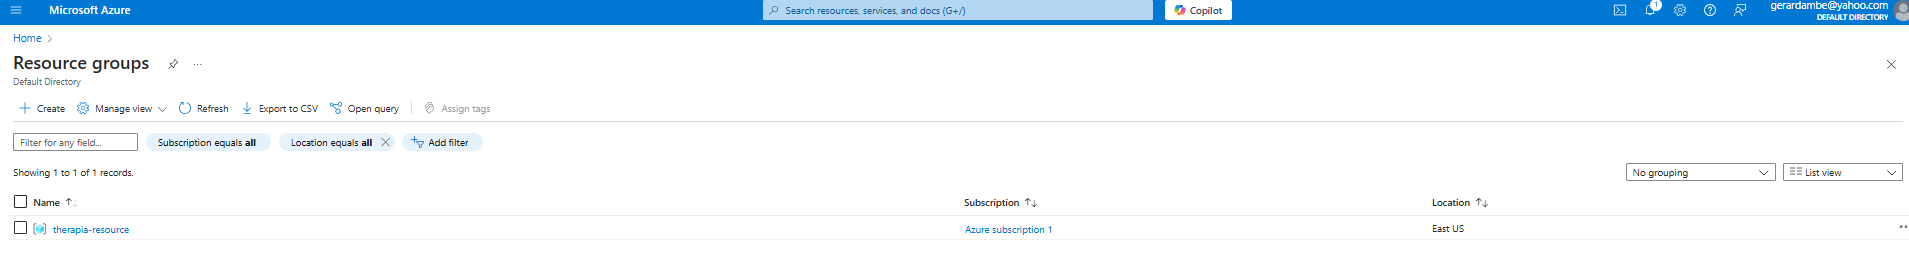 Microsoft Azure
Search resources, services, and docs (G+/)
Copilot
1
gerardambe@yahoo.com
DEFAULT DIRECTORY
Home >
Resource groups
...
Default Directory
Create
Manage view
Refresh
Export to CSV
Open query
Assign tags
Filter for any field...
Subscription equals all
Location equals all
Add filter
Showing 1 to 1 of 1 records.
No grouping
List view
Name ↑↓
Subscription ↑↓
Location ↑↓
therapia-resource
Azure subscription 1
East US